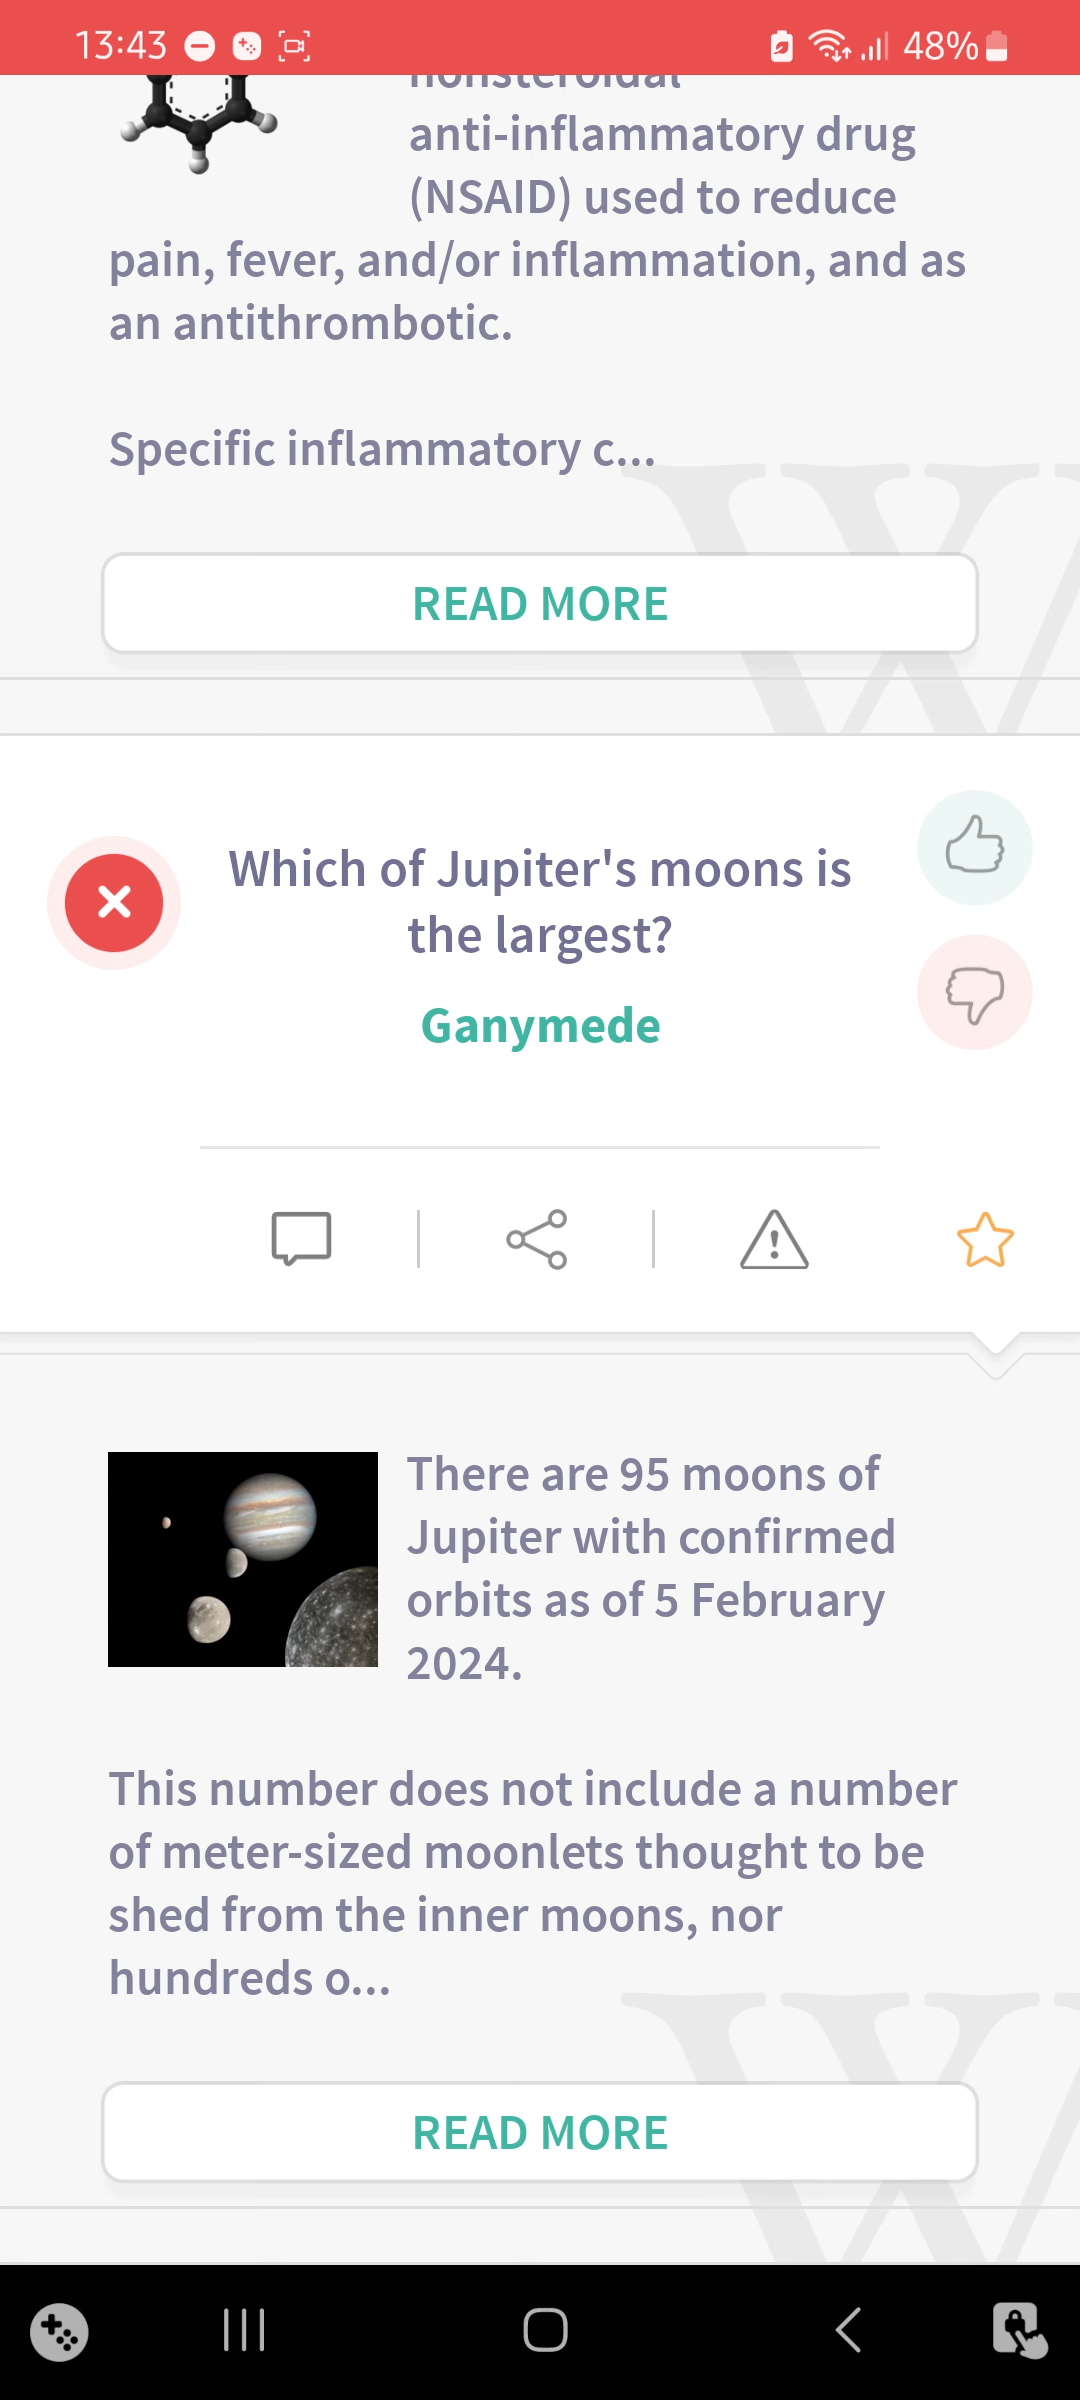 13:43
48%
nonsteroidal
anti-inflammatory drug
(NSAID) used to reduce
pain, fever, and/or inflammation, and as
an antithrombotic.
Specific inflammatory c...
READ MORE
Which of Jupiter's moons is
the largest?
Ganymede
There are 95 moons of
Jupiter with confirmed
orbits as of 5 February
2024.
This number does not include a number
of meter-sized moonlets thought to be
shed from the inner moons, nor
hundreds o...
READ MORE